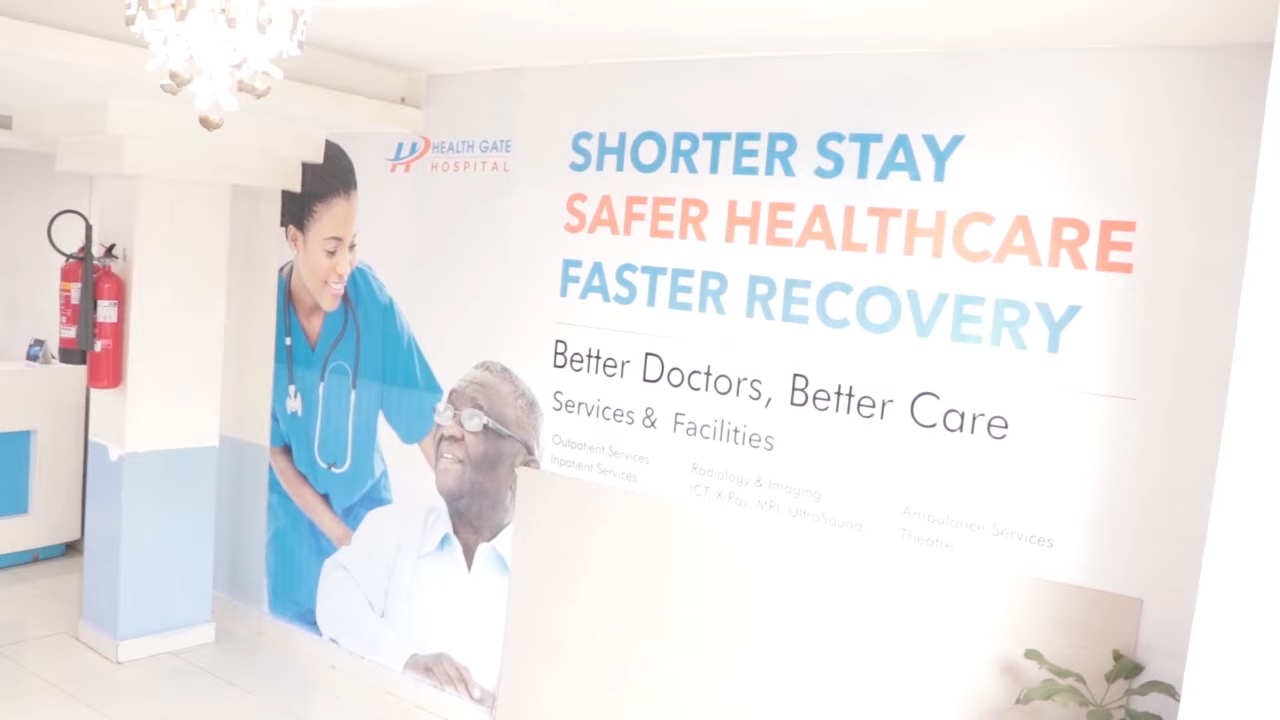 HEALTH GATE
HOSPITAL
SHORTER STAY
SAFER HEALTHCARE
FASTER RECOVERY
Better Doctors, Better Care
Services & Facilities
Outpatient Services
Inpatient Services
Radiology & Imaging
(CT, X-Ray, MRI, UltraSound
Ambulance Services
Theatre